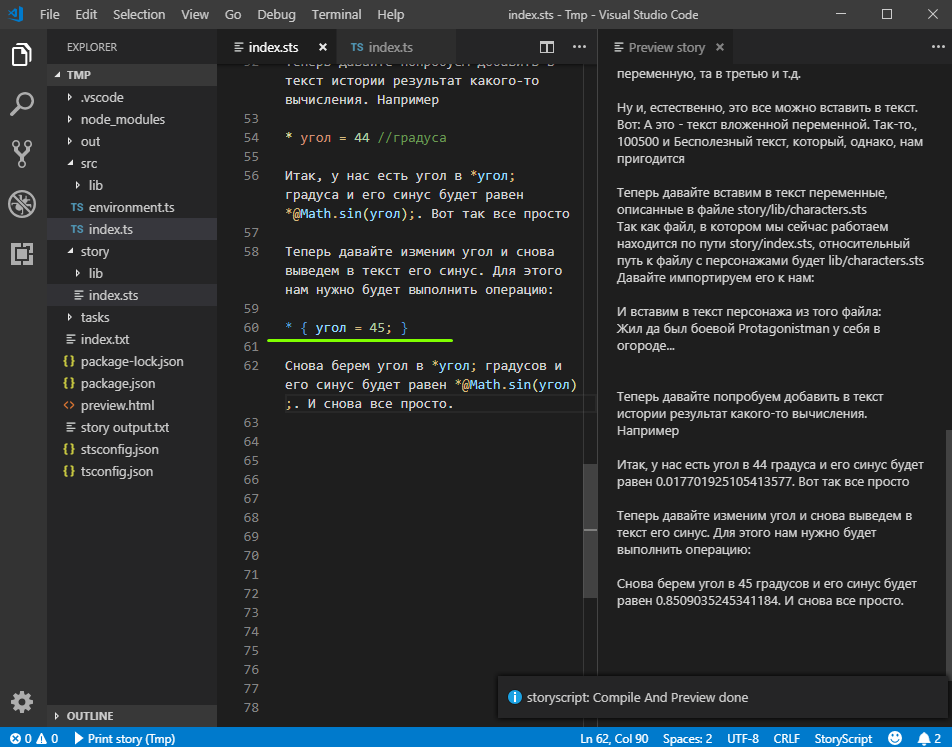 File Edit Selection View Go Debug Terminal Help index.sts - Tmp - Visual Studio Code
EXPLORER
TMP
.vscode
node_modules
out
src
lib
TS environment.ts
TS index.ts
story
lib
index.sts
tasks
index.txt
{} package-lock.json
{} package.json
<> preview.html
story output.txt
{} stsconfig.json
{} tsconfig.json
OUTLINE
index.sts TS index.ts
52 Теперь давайте попробуем добавить в
текст истории результат какого-то
вычисления. Например
53
54 * угол = 44 //градуса
55
56 Итак, у нас есть угол в *угол;
градуса и его синус будет равен
*@Math.sin(угол);. Вот так все просто
57
58 Теперь давайте изменим угол и снова
выведем в текст его синус. Для этого
нам нужно будет выполнить операцию:
59
60 * { угол = 45; }
61
62 Снова берем угол в *угол; градусов и
его синус будет равен *@Math.sin(угол)
;. И снова все просто.
63
64
65
66
67
68
69
70
71
72
73
74
75
76
77
78
Preview story
переменную, та в третью и т.д.
Ну и, естественно, это все можно вставить в текст.
Вот: А это - текст вложенной переменной. Так-то.,
100500 и Бесполезный текст, который, однако, нам
пригодится
Теперь давайте вставим в текст переменные,
описанные в файле story/lib/characters.sts
Так как файл, в котором мы сейчас работаем
находится по пути story/index.sts, относительный
путь к файлу с персонажами будет lib/characters.sts
Давайте импортируем его к нам:
И вставим в текст персонажа из того файла:
Жил да был боевой Protagonistman у себя в
огороде...
Теперь давайте попробуем добавить в текст
истории результат какого-то вычисления.
Например
Итак, у нас есть угол в 44 градуса и его синус будет
равен 0.017701925105413577. Вот так все просто
Теперь давайте изменим угол и снова выведем в
текст его синус. Для этого нам нужно будет
выполнить операцию:
Снова берем угол в 45 градусов и его синус будет
равен 0.8509035245341184. И снова все просто.
storyscript: Compile And Preview done
0 0 Print story (Tmp) Ln 62, Col 90 Spaces: 2 UTF-8 CRLF StoryScript 2